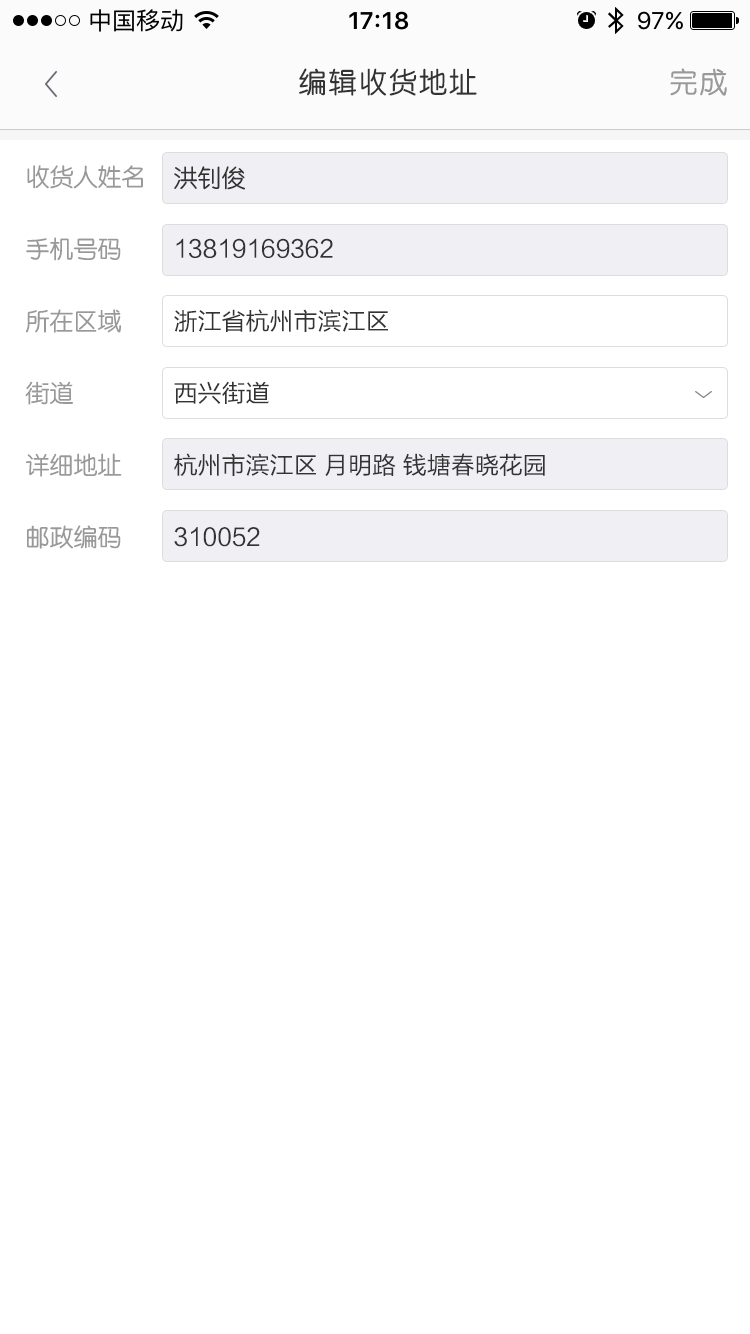 中国移动 17:18 97%
编辑收货地址 完成
收货人姓名 洪钊俊
手机号码 13819169362
所在区域 浙江省杭州市滨江区
街道 西兴街道
详细地址 杭州市滨江区 月明路 钱塘春晓花园
邮政编码 310052